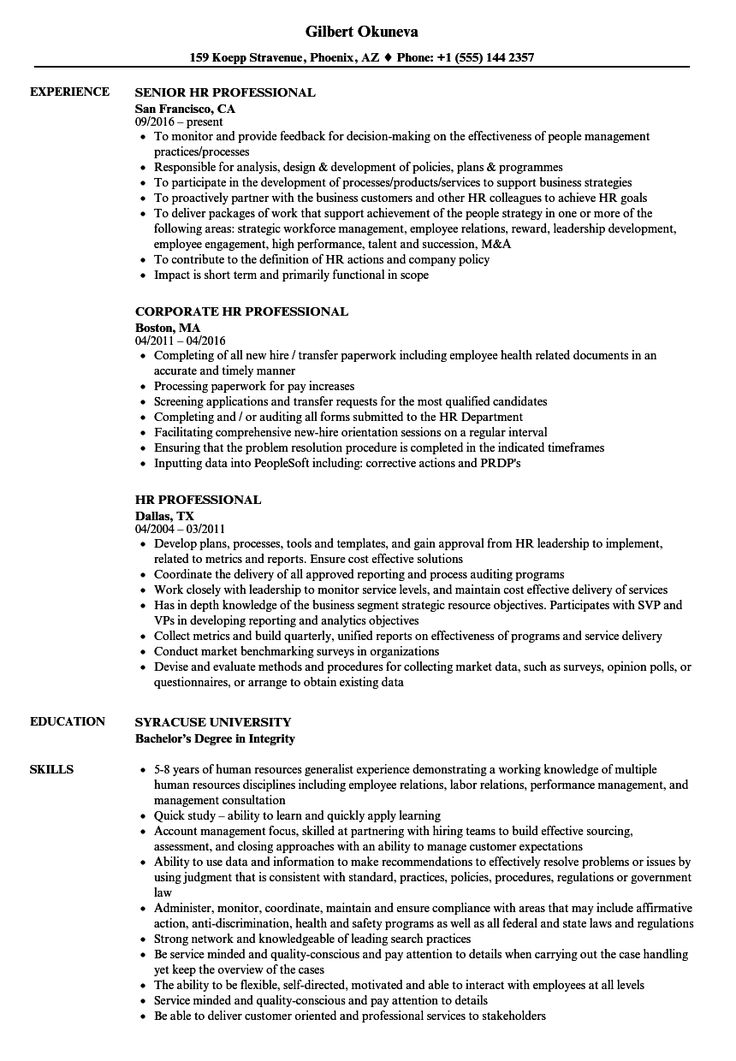 Gilbert Okuneva
159 Koepp Stravenue, Phoenix, AZ ♦ Phone: +1 (555) 144 2357
EXPERIENCE
SENIOR HR PROFESSIONAL
San Francisco, CA
09/2016 – present
• To monitor and provide feedback for decision-making on the effectiveness of people management
practices/processes
• Responsible for analysis, design & development of policies, plans & programmes
• To participate in the development of processes/products/services to support business strategies
• To proactively partner with the business customers and other HR colleagues to achieve HR goals
• To deliver packages of work that support achievement of the people strategy in one or more of the
following areas: strategic workforce management, employee relations, reward, leadership development,
employee engagement, high performance, talent and succession, M&A
• To contribute to the definition of HR actions and company policy
• Impact is short term and primarily functional in scope
CORPORATE HR PROFESSIONAL
Boston, MA
04/2011 – 04/2016
• Completing of all new hire / transfer paperwork including employee health related documents in an
accurate and timely manner
• Processing paperwork for pay increases
• Screening applications and transfer requests for the most qualified candidates
• Completing and / or auditing all forms submitted to the HR Department
• Facilitating comprehensive new-hire orientation sessions on a regular interval
• Ensuring that the problem resolution procedure is completed in the indicated timeframes
• Inputting data into PeopleSoft including: corrective actions and PRDP's
HR PROFESSIONAL
Dallas, TX
04/2004 – 03/2011
• Develop plans, processes, tools and templates, and gain approval from HR leadership to implement,
related to metrics and reports. Ensure cost effective solutions
• Coordinate the delivery of all approved reporting and process auditing programs
• Work closely with leadership to monitor service levels, and maintain cost effective delivery of services
• Has in depth knowledge of the business segment strategic resource objectives. Participates with SVP and
VPs in developing reporting and analytics objectives
• Collect metrics and build quarterly, unified reports on effectiveness of programs and service delivery
• Conduct market benchmarking surveys in organizations
• Devise and evaluate methods and procedures for collecting market data, such as surveys, opinion polls, or
questionnaires, or arrange to obtain existing data
EDUCATION
SYRACUSE UNIVERSITY
Bachelor's Degree in Integrity
SKILLS
• 5-8 years of human resources generalist experience demonstrating a working knowledge of multiple
human resources disciplines including employee relations, labor relations, performance management, and
management consultation
• Quick study – ability to learn and quickly apply learning
• Account management focus, skilled at partnering with hiring teams to build effective sourcing,
assessment, and closing approaches with an ability to manage customer expectations
• Ability to use data and information to make recommendations to effectively resolve problems or issues by
using judgment that is consistent with standard, practices, policies, procedures, regulations or government
law
• Administer, monitor, coordinate, maintain and ensure compliance with areas that may include affirmative
action, anti-discrimination, health and safety programs as well as all federal and state laws and regulations
• Strong network and knowledgeable of leading search practices
• Be service minded and quality-conscious and pay attention to details when carrying out the case handling
yet keep the overview of the cases
• The ability to be flexible, self-directed, motivated and able to interact with employees at all levels
• Service minded and quality-conscious and pay attention to details
• Be able to deliver customer oriented and professional services to stakeholders